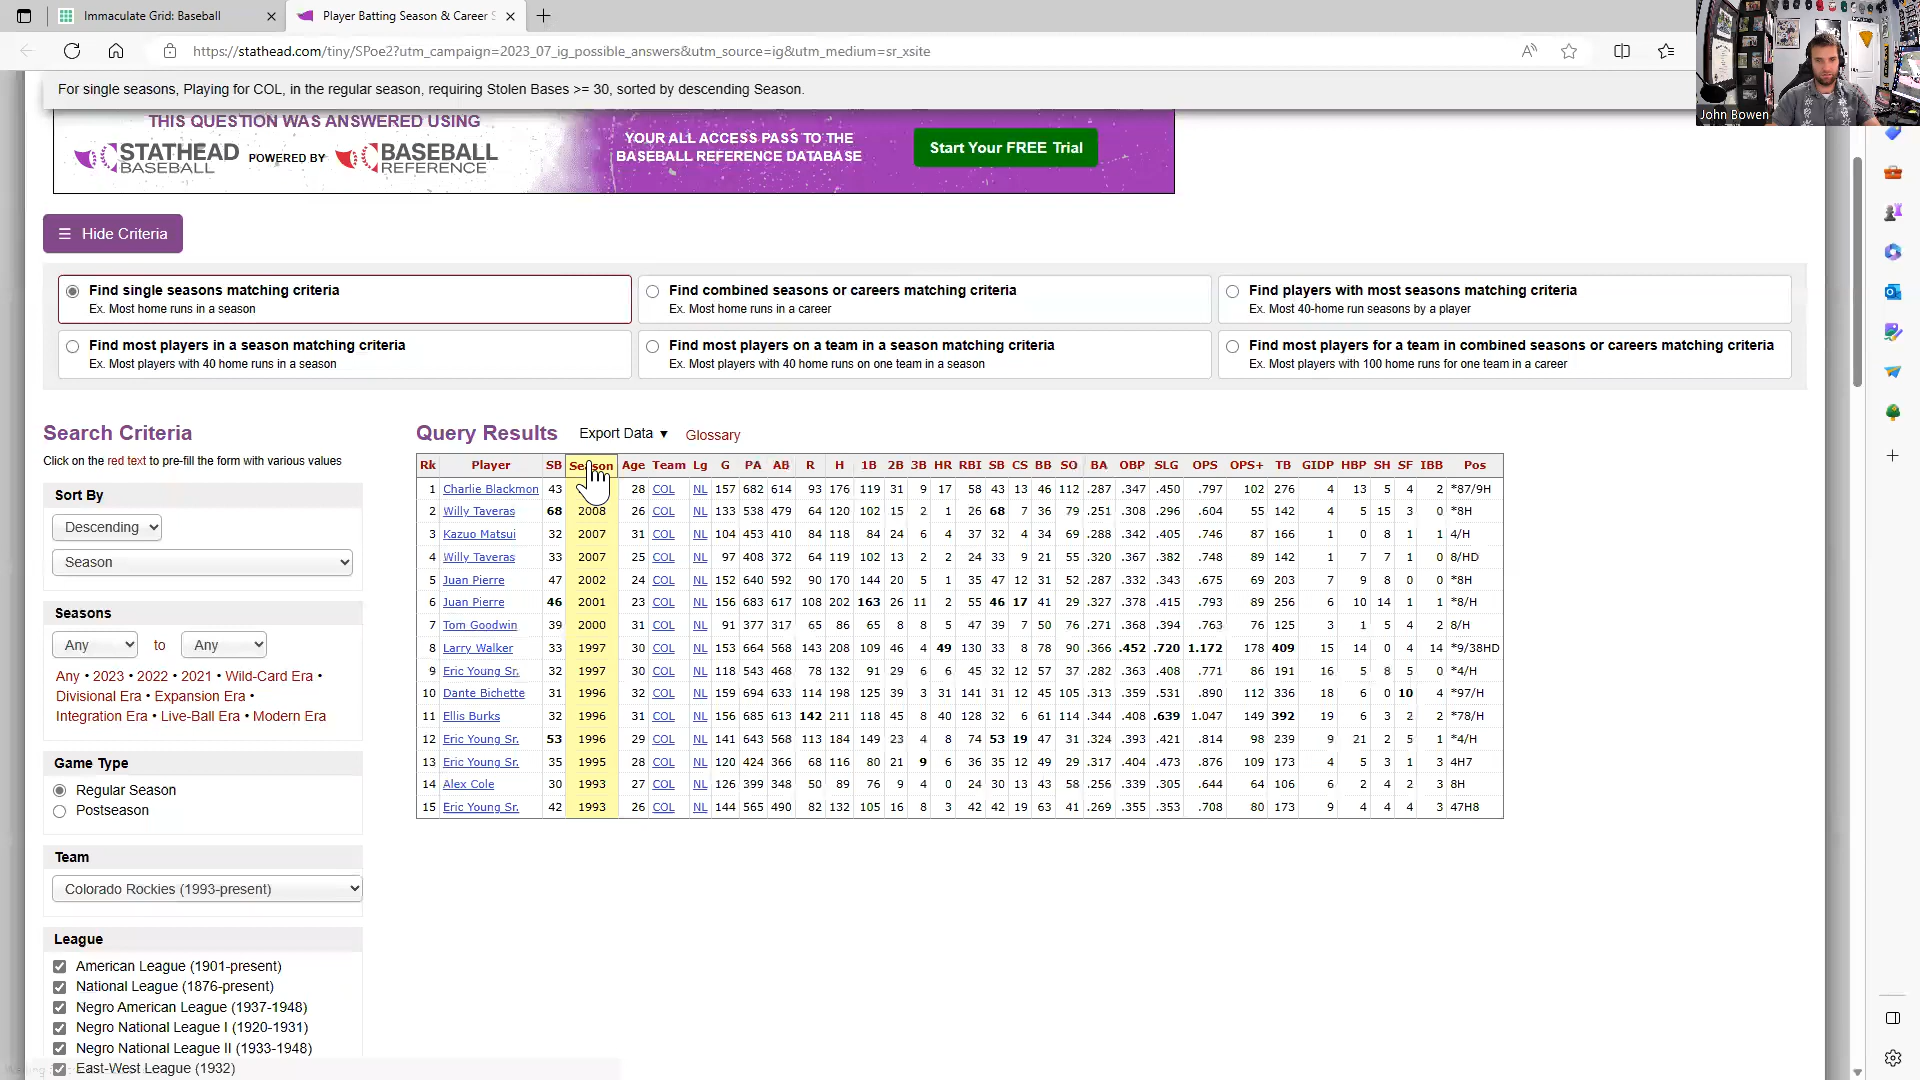 Immaculate Grid: Baseball
Player Batting Season & Career S
https://stathead.com/tiny/SPoe2?utm_campaign=2023_07_ig_possible_answers&utm_source=ig&utm_medium=sr_xsite
John Bowen
For single seasons, Playing for COL, in the regular season, requiring Stolen Bases >= 30, sorted by descending Season.
THIS QUESTION WAS ANSWERED USING
STATHEAD BASEBALL
POWERED BY
BASEBALL REFERENCE
YOUR ALL ACCESS PASS TO THE
BASEBALL REFERENCE DATABASE
Start Your FREE Trial
Hide Criteria
Find single seasons matching criteria
Ex. Most home runs in a season
Find combined seasons or careers matching criteria
Ex. Most home runs in a career
Find players with most seasons matching criteria
Ex. Most 40-home run seasons by a player
Find most players in a season matching criteria
Ex. Most players with 40 home runs in a season
Find most players on a team in a season matching criteria
Ex. Most players with 40 home runs on one team in a season
Find most players for a team in combined seasons or careers matching criteria
Ex. Most players with 100 home runs for one team in a career
Search Criteria
Click on the red text to pre-fill the form with various values
Sort By
Descending
Season
Seasons
Any to Any
Any • 2023 • 2022 • 2021 • Wild-Card Era •
Divisional Era • Expansion Era •
Integration Era • Live-Ball Era • Modern Era
Game Type
Regular Season
Postseason
Team
Colorado Rockies (1993-present)
League
American League (1901-present)
National League (1876-present)
Negro American League (1937-1948)
Negro National League I (1920-1931)
Negro National League II (1933-1948)
East-West League (1932)
Query Results Export Data ▼ Glossary
Rk Player SB Season Age Team Lg G PA AB R H 1B 2B 3B HR RBI SB CS BB SO BA OBP SLG OPS OPS+ TB GIDP HBP SH SF IBB Pos
1 Charlie Blackmon 43 28 COL NL 157 682 614 93 176 119 31 9 17 58 43 13 46 112 .287 .347 .450 .797 102 276 4 13 5 4 2 *87/9H
2 Willy Taveras 68 2008 26 COL NL 133 538 479 64 120 102 15 2 1 26 68 7 36 79 .251 .308 .296 .604 55 142 4 5 15 3 0 *8H
3 Kazuo Matsui 32 2007 31 COL NL 104 453 410 84 118 84 24 6 4 37 32 4 34 69 .288 .342 .405 .746 87 166 1 0 8 1 1 4/H
4 Willy Taveras 33 2007 25 COL NL 97 408 372 64 119 102 13 2 2 24 33 9 21 55 .320 .367 .382 .748 89 142 1 7 7 1 0 8/HD
5 Juan Pierre 47 2002 24 COL NL 152 640 592 90 170 144 20 5 1 35 47 12 31 52 .287 .332 .343 .675 69 203 7 9 8 0 0 *8H
6 Juan Pierre 46 2001 23 COL NL 156 683 617 108 202 163 26 11 2 55 46 17 41 29 .327 .378 .415 .793 89 256 6 10 14 1 1 *8/H
7 Tom Goodwin 39 2000 31 COL NL 91 377 317 65 86 65 8 8 5 47 39 7 50 76 .271 .368 .394 .763 76 125 3 1 5 4 2 8/H
8 Larry Walker 33 1997 30 COL NL 153 664 568 143 208 109 46 4 49 130 33 8 78 90 .366 .452 .720 1.172 178 409 15 14 0 4 14 *9/38HD
9 Eric Young Sr. 32 1997 30 COL NL 118 543 468 78 132 91 29 6 6 45 32 12 57 37 .282 .363 .408 .771 86 191 16 5 8 5 0 *4/H
10 Dante Bichette 31 1996 32 COL NL 159 694 633 114 198 125 39 3 31 141 31 12 45 105 .313 .359 .531 .890 112 336 18 6 0 10 4 *97/H
11 Ellis Burks 32 1996 31 COL NL 156 685 613 142 211 118 45 8 40 128 32 6 61 114 .344 .408 .639 1.047 149 392 19 6 3 2 2 *78/H
12 Eric Young Sr. 53 1996 29 COL NL 141 643 568 113 184 149 23 4 8 74 53 19 47 31 .324 .393 .421 .814 98 239 9 21 2 5 1 *4/H
13 Eric Young Sr. 35 1995 28 COL NL 120 424 366 68 116 80 21 9 6 36 35 12 49 29 .317 .404 .473 .876 109 173 4 5 3 1 3 4H7
14 Alex Cole 30 1993 27 COL NL 126 399 348 50 89 76 9 4 0 24 30 13 43 58 .256 .339 .305 .644 64 106 6 2 4 2 3 8H
15 Eric Young Sr. 42 1993 26 COL NL 144 565 490 82 132 105 16 8 3 42 42 19 63 41 .269 .355 .353 .708 80 173 9 4 4 4 3 47H8